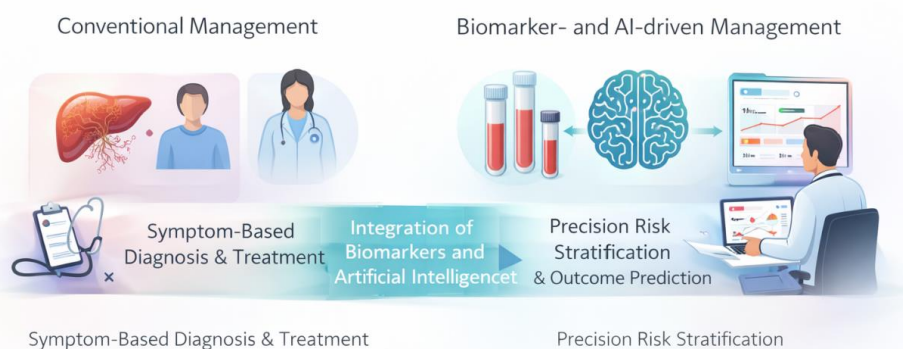 Conventional Management
Biomarker- and AI-driven Management
Symptom-Based
Diagnosis & Treatment
Integration of
Biomarkers and
Artificial Intelligencet
Precision Risk
Stratification
& Outcome Prediction
Symptom-Based Diagnosis & Treatment
Precision Risk Stratification